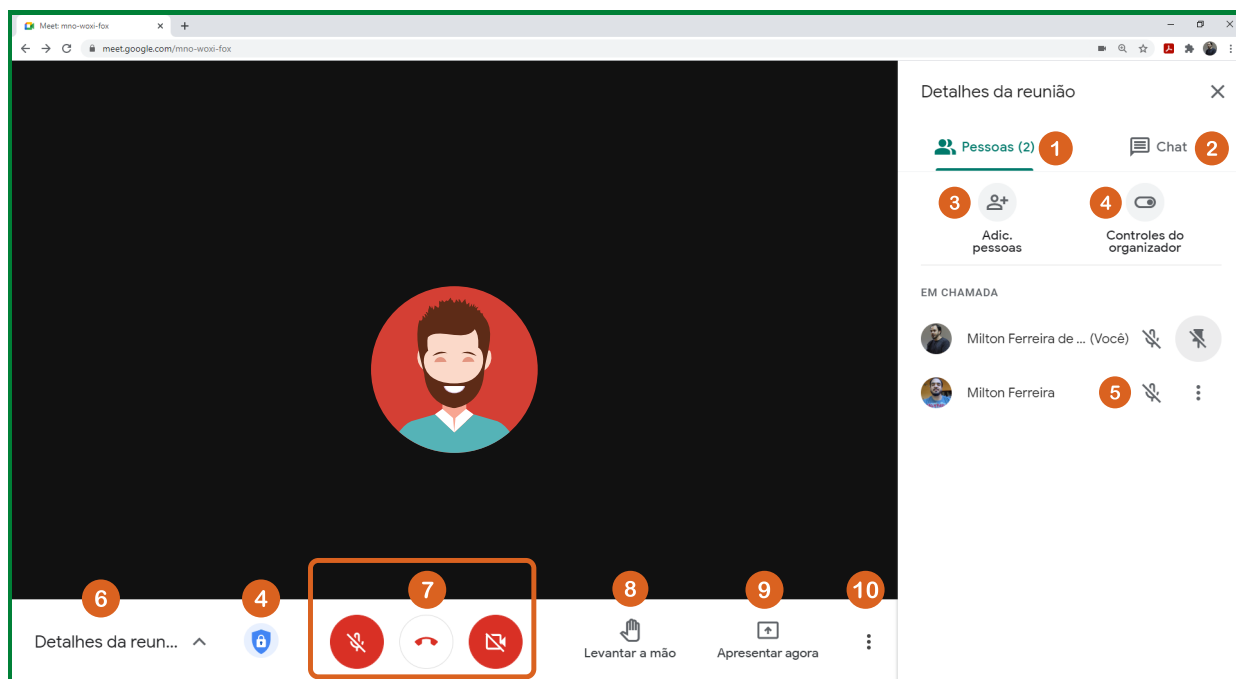 Meet: mno-woxi-fox
meet.google.com/mno-woxi-fox
Detalhes da reunião
Pessoas (2) 1
Chat 2
3
4
Adic. pessoas
Controles do organizador
EM CHAMADA
Milton Ferreira de ... (Você)
Milton Ferreira 5
6
4
7
8
9
10
Detalhes da reun...
Levantar a mão
Apresentar agora